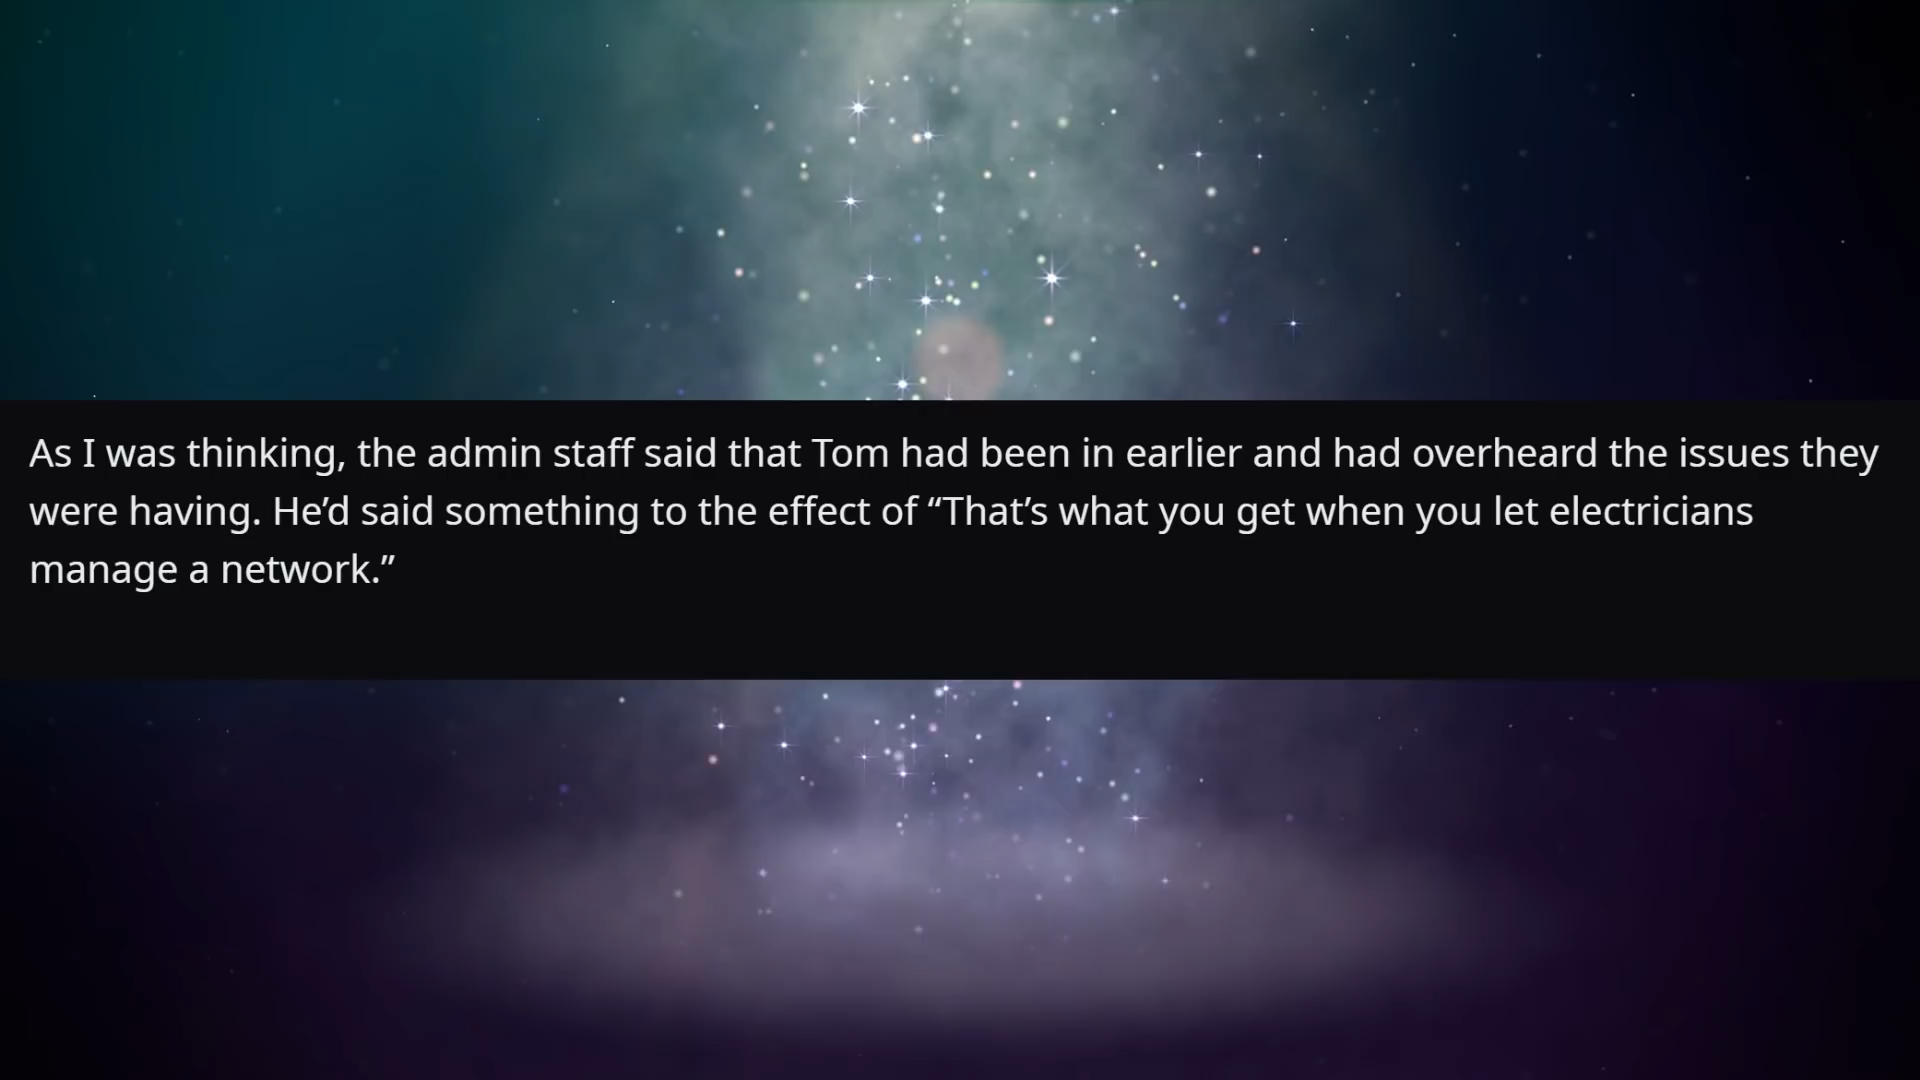 As I was thinking, the admin staff said that Tom had been in earlier and had overheard the issues they
were having. He’d said something to the effect of “That’s what you get when you let electricians
manage a network.”